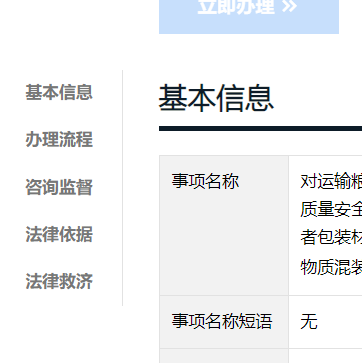 立即办理 »
基本信息
办理流程
咨询监督
法律依据
法律救济
基本信息
事项名称
对运输粮
质量安全
者包装材
物质混装
事项名称短语
无